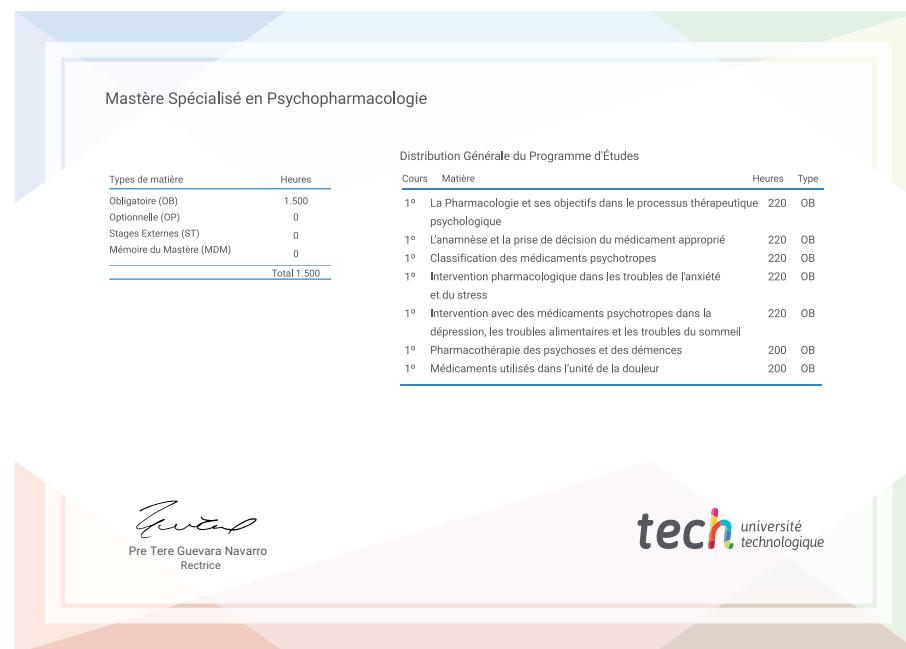 Mastère Spécialisé en Psychopharmacologie
Types de matière Heures
Obligatoire (OB) 1.500
Optionnelle (OP) 0
Stages Externes (ST) 0
Mémoire du Mastère (MDM) 0
Total 1.500
Distribution Générale du Programme d'Études
Cours Matière Heures Type
1º La Pharmacologie et ses objectifs dans le processus thérapeutique 220 OB
psychologique
1º L'anamnèse et la prise de décision du médicament approprié 220 OB
1º Classification des médicaments psychotropes 220 OB
1º Intervention pharmacologique dans les troubles de l'anxiété 220 OB
et du stress
1º Intervention avec des médicaments psychotropes dans la 220 OB
dépression, les troubles alimentaires et les troubles du sommeil
1º Pharmacothérapie des psychoses et des démences 200 OB
1º Médicaments utilisés dans l'unité de la douleur 200 OB
Pre Tere Guevara Navarro
Rectrice
tech université
technologique